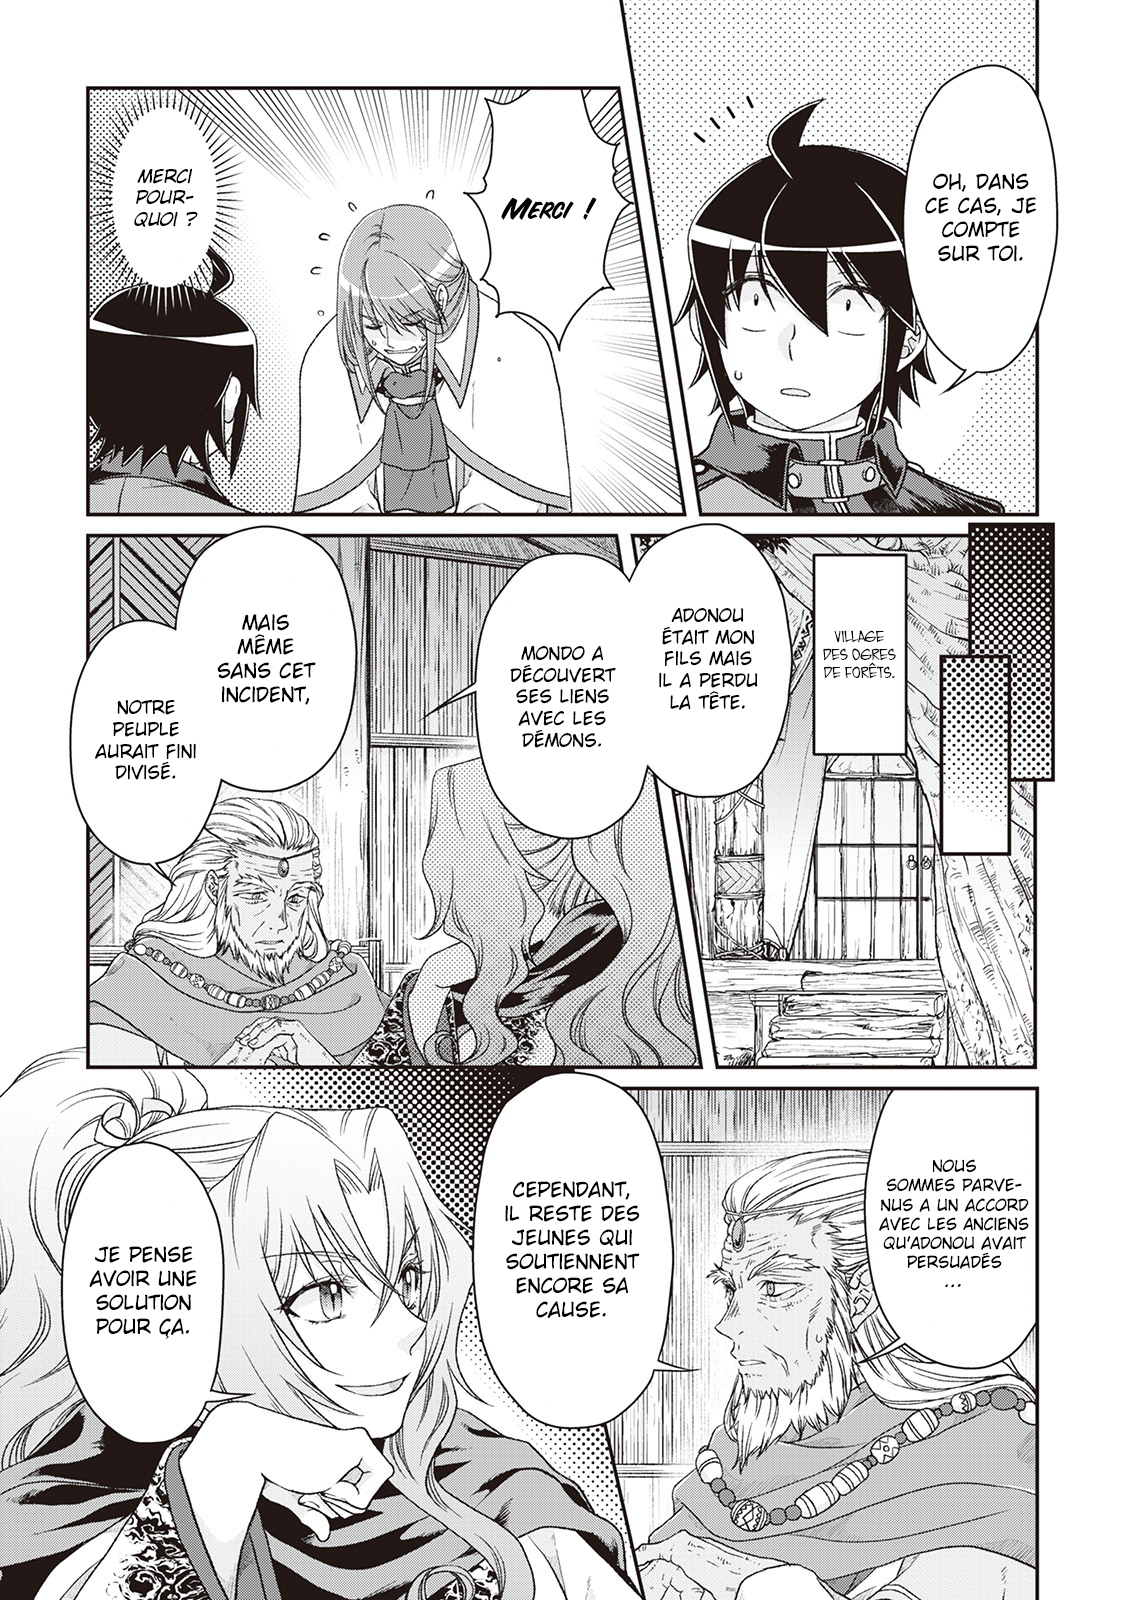 OH, DANS
CE CAS, JE
COMPTE
SUR TOI.
MERCI !
MERCI
POUR-
QUOI ?
VILLAGE
DES OGRES
DE FORÊTS.
ADONOU
ÉTAIT MON
FILS MAIS
IL A PERDU
LA TÊTE.
MONDO A
DÉCOUVERT
SES LIENS
AVEC LES
DÉMONS.
MAIS
MÊME
SANS CET
INCIDENT,
NOTRE
PEUPLE
AURAIT FINI
DIVISÉ.
NOUS
SOMMES PARVE-
NUS A UN ACCORD
AVEC LES ANCIENS
QU'ADONOU AVAIT
PERSUADÉS
...
CEPENDANT,
IL RESTE DES
JEUNES QUI
SOUTIENNENT
ENCORE SA
CAUSE.
JE PENSE
AVOIR UNE
SOLUTION
POUR ÇA.